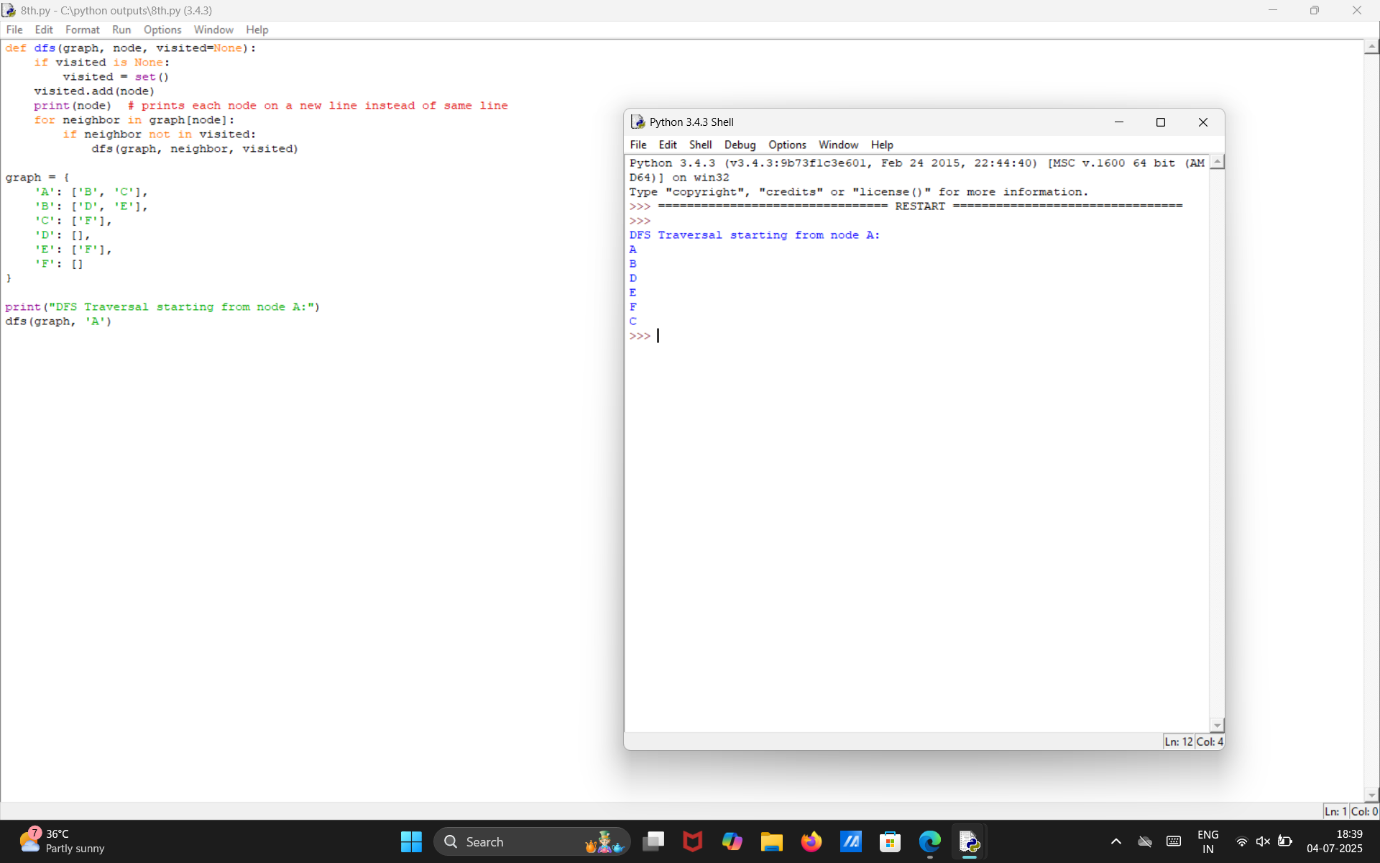 8th.py - C:\python outputs\8th.py (3.4.3)
File Edit Format Run Options Window Help
def dfs(graph, node, visited=None):
    if visited is None:
        visited = set()
    visited.add(node)
    print(node)  # prints each node on a new line instead of same line
    for neighbor in graph[node]:
        if neighbor not in visited:
            dfs(graph, neighbor, visited)
graph = {
    'A': ['B', 'C'],
    'B': ['D', 'E'],
    'C': ['F'],
    'D': [],
    'E': ['F'],
    'F': []
}
print("DFS Traversal starting from node A:")
dfs(graph, 'A')
Python 3.4.3 Shell
File Edit Shell Debug Options Window Help
Python 3.4.3 (v3.4.3:9b73f1c3e601, Feb 24 2015, 22:44:40) [MSC v.1600 64 bit (AM
D64)] on win32
Type "copyright", "credits" or "license()" for more information.
>>> ================================ RESTART ================================
>>>
DFS Traversal starting from node A:
A
B
D
E
F
C
>>>
Ln: 12 Col: 4
Ln: 1 Col: 0
7
36°C
Partly sunny
Search
ENG
IN
18:39
04-07-2025